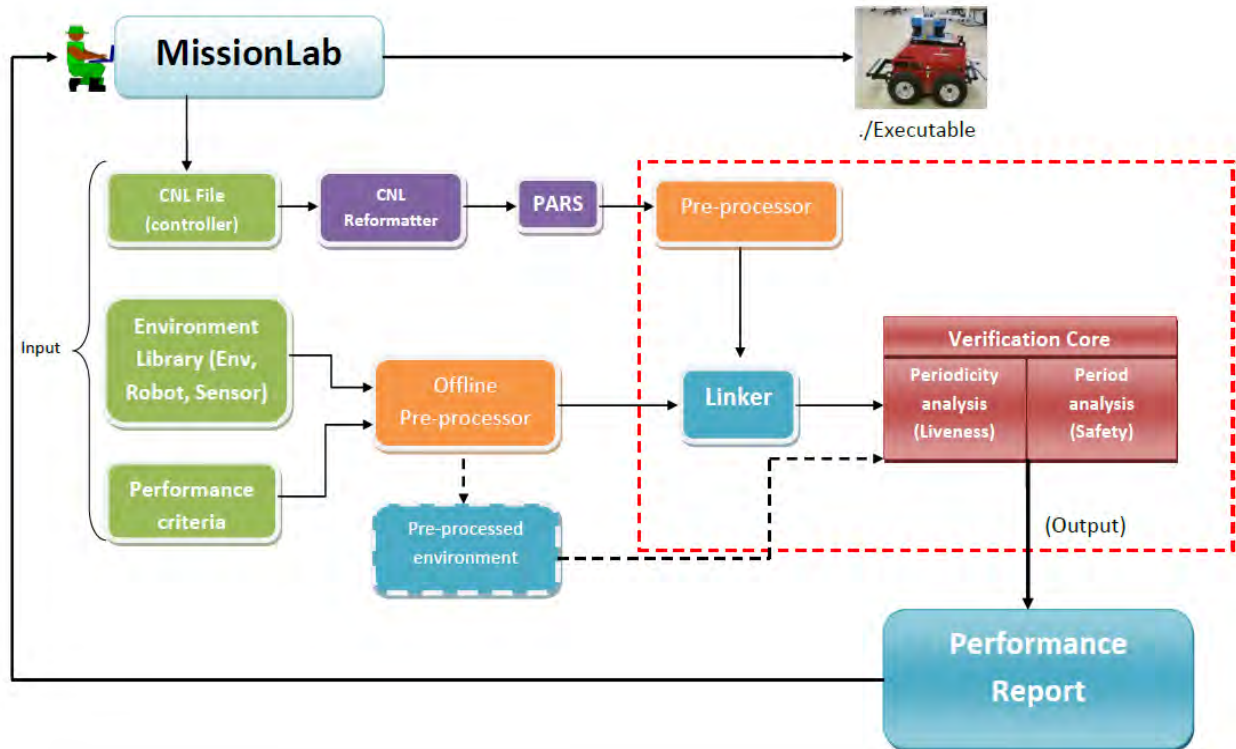 MissionLab
./Executable
CNL File
(controller)
CNL
Reformatter
PARS
Pre-processor
Input
Environment
Library (Env,
Robot, Sensor)
Offline
Pre-processor
Linker
Verification Core
Periodicity
analysis
(Liveness)
Period
analysis
(Safety)
Performance
criteria
Pre-processed
environment
(Output)
Performance
Report